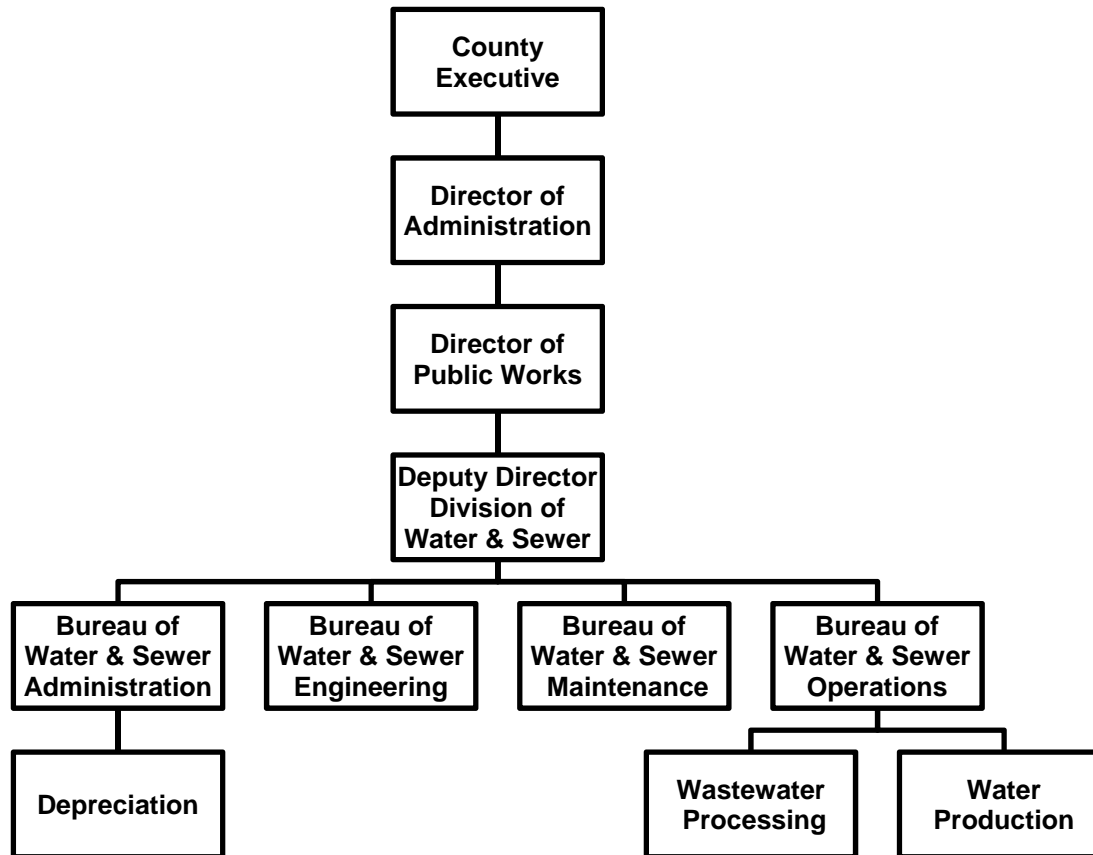 County
Executive
Director of
Administration
Director of
Public Works
Deputy Director
Division of
Water & Sewer
Bureau of
Water & Sewer
Administration
Bureau of
Water & Sewer
Engineering
Bureau of
Water & Sewer
Maintenance
Bureau of
Water & Sewer
Operations
Depreciation
Wastewater
Processing
Water
Production